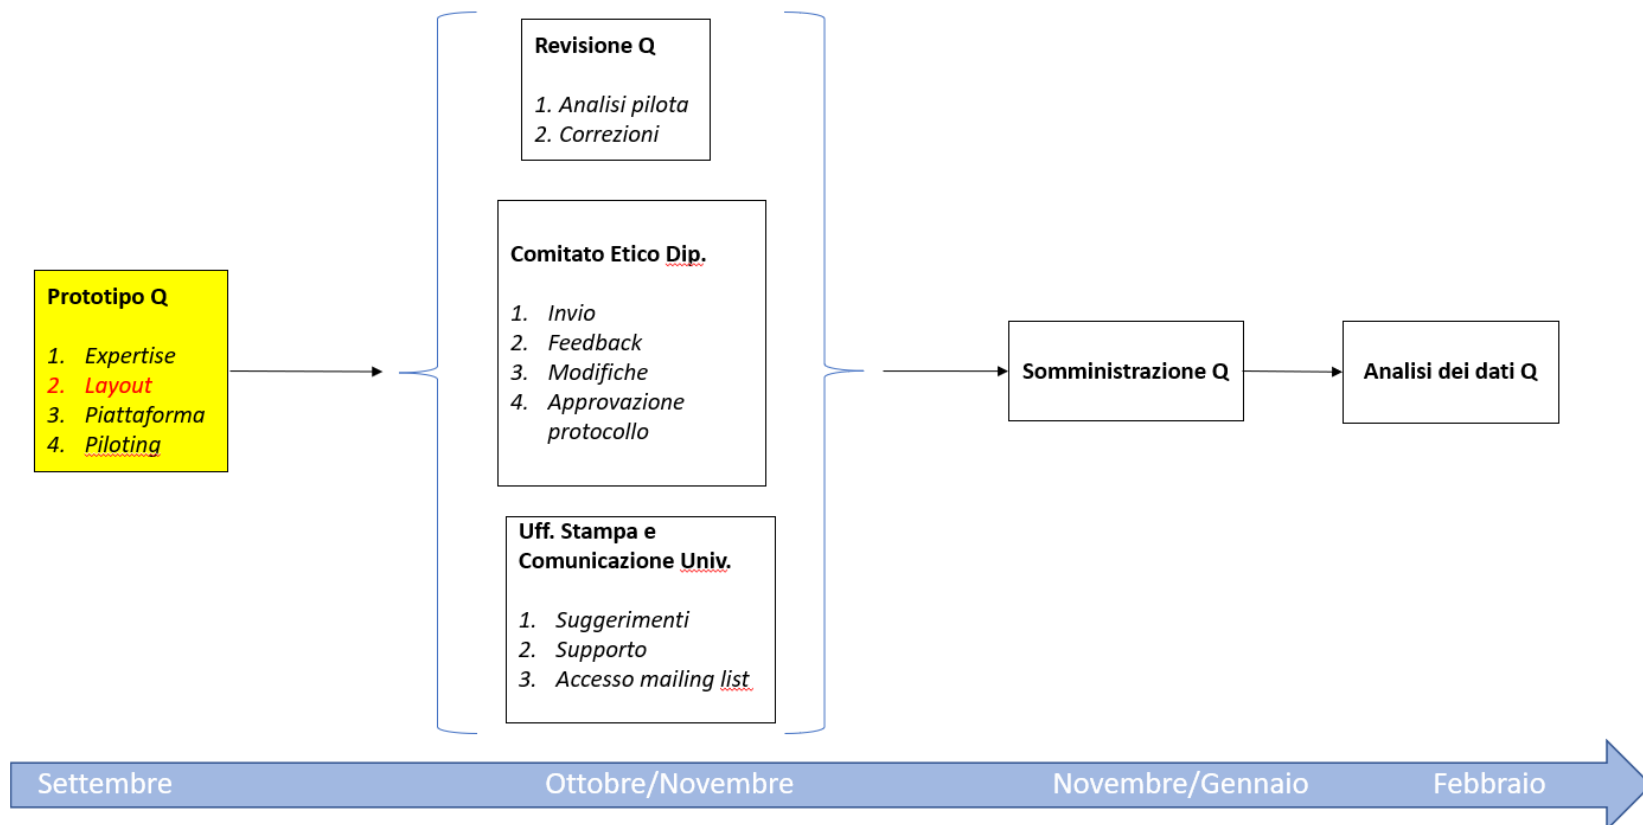 Prototipo Q
1. Expertise
2. Layout
3. Piattaforma
4. Piloting
Revisione Q
1. Analisi pilota
2. Correzioni
Comitato Etico Dip.
1. Invio
2. Feedback
3. Modifiche
4. Approvazione
protocollo
Uff. Stampa e
Comunicazione Univ.
1. Suggerimenti
2. Supporto
3. Accesso mailing list
Somministrazione Q
Analisi dei dati Q
Settembre
Ottobre/Novembre
Novembre/Gennaio
Febbraio